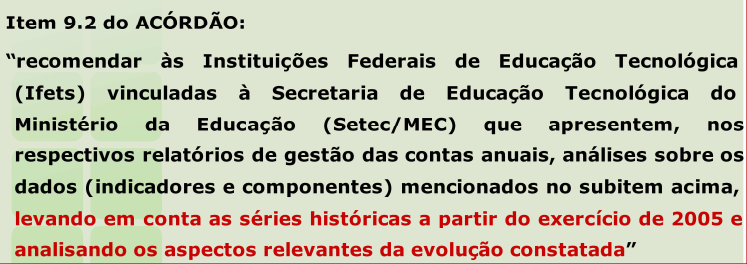 Item 9.2 do ACÓRDÃO:
“recomendar às Instituições Federais de Educação Tecnológica
(Ifets) vinculadas à Secretaria de Educação Tecnológica do
Ministério da Educação (Setec/MEC) que apresentem, nos
respectivos relatórios de gestão das contas anuais, análises sobre os
dados (indicadores e componentes) mencionados no subitem acima,
levando em conta as séries históricas a partir do exercício de 2005 e
analisando os aspectos relevantes da evolução constatada”